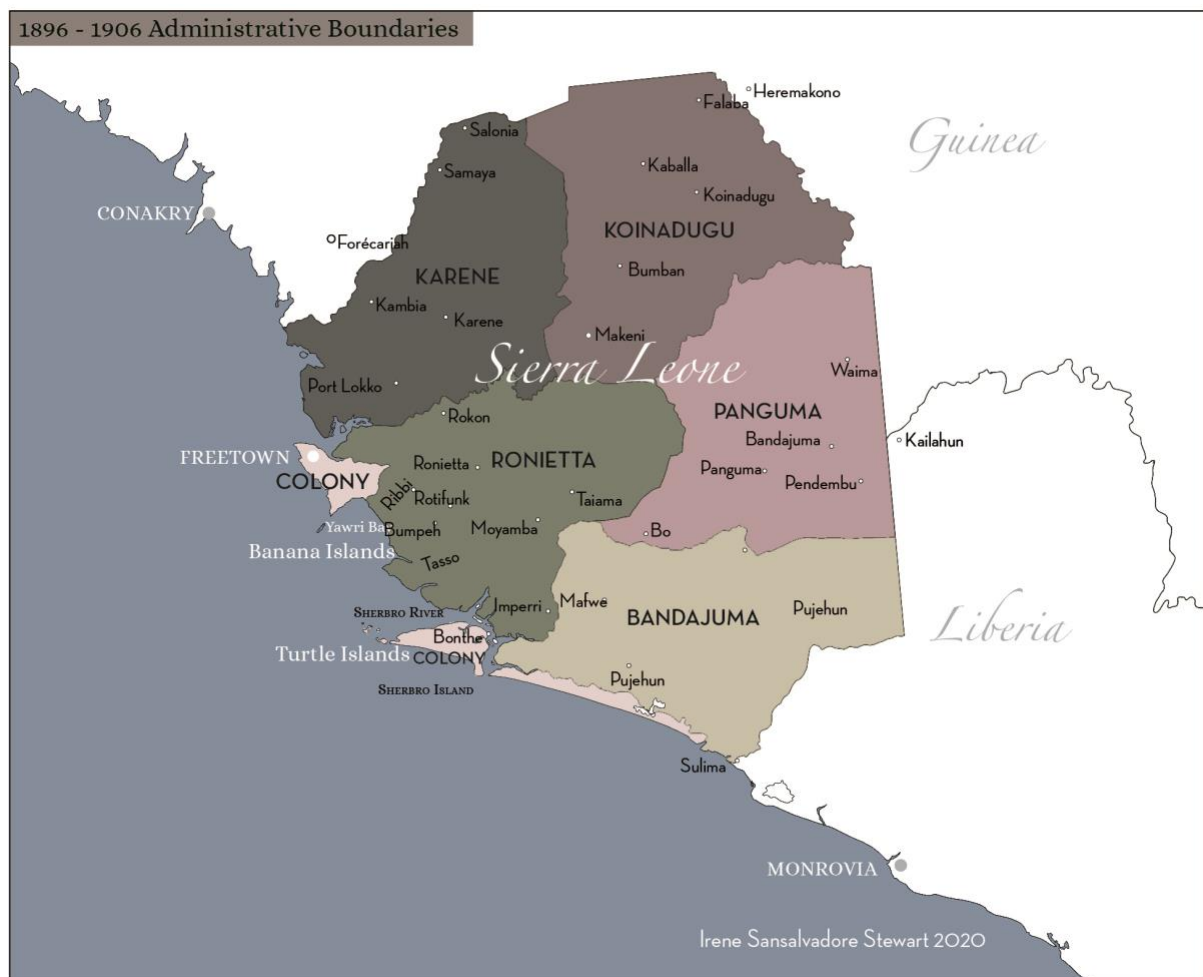 1896 - 1906 Administrative Boundaries
Heremakono
Falaba
Guinea
Salonia
Samaya
Kaballa
Koinadugu
CONAKRY
KOINADUGU
Forécariah
KARENE
Bumban
Kambia
Karene
Makeni
Sierra Leone
Waima
Port Lokko
PANGUMA
Rokon
Bandajuma
Kailahun
FREETOWN
Ronietta
RONIETTA
Panguma
COLONY
Pendembu
Ribbi
Rotifunk
Taiama
Yawri Ba
Bumpeh
Moyamba
Bo
Banana Islands
Tasso
Sherbro River
Imperri
Mafwe
BANDAJUMA
Pujehun
Liberia
Bonthe
Turtle Islands
COLONY
Pujehun
Sherbro Island
Sulima
MONROVIA
Irene Sansalvadore Stewart 2020